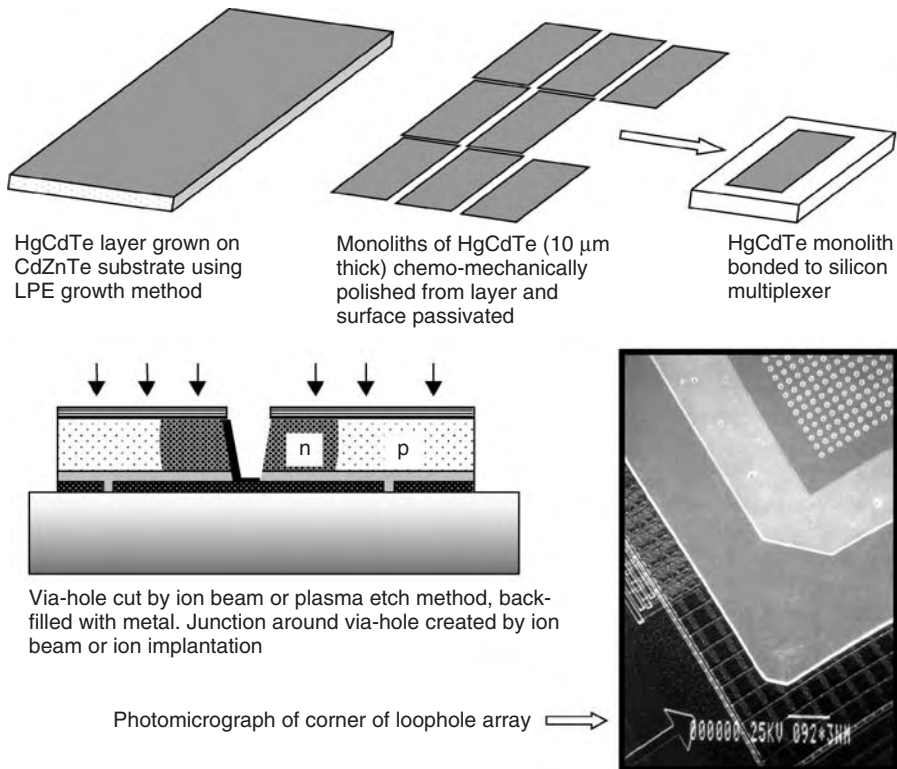 HgCdTe layer grown on
CdZnTe substrate using
LPE growth method
Monoliths of HgCdTe (10 μm
thick) chemo-mechanically
polished from layer and
surface passivated
HgCdTe monolith
bonded to silicon
multiplexer
n
p
Via-hole cut by ion beam or plasma etch method, back-
filled with metal. Junction around via-hole created by ion
beam or ion implantation
Photomicrograph of corner of loophole array
000000 25KV 092*3NM